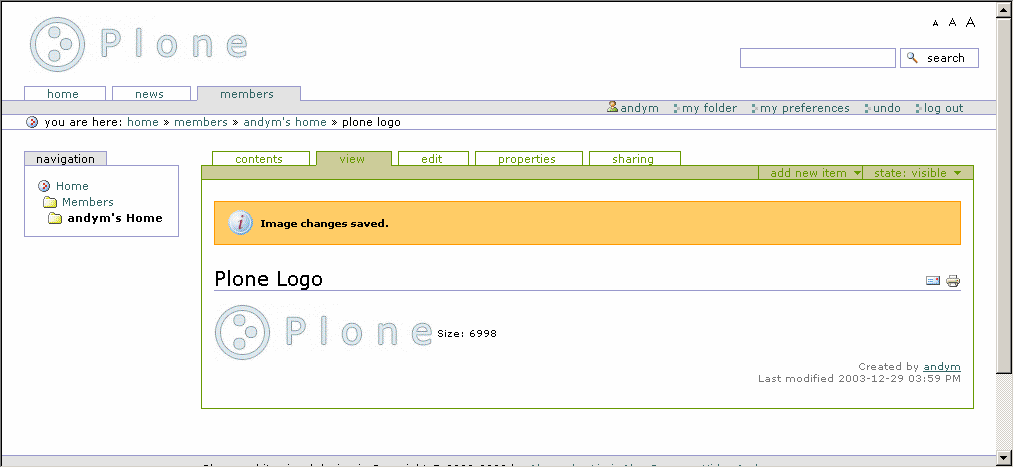 A A A
Plone
search
home news members
andym my folder my preferences undo log out
you are here: home » members » andym's home » plone logo
navigation
Home
Members
andym's Home
contents view edit properties sharing
add new item state: visible
Image changes saved.
Plone Logo
Plone Size: 6998
Created by andym
Last modified 2003-12-29 03:59 PM